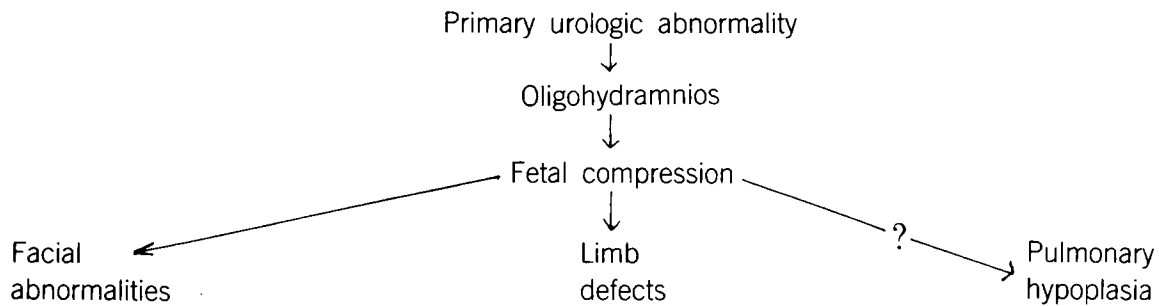 Primary urologic abnormality
Oligohydramnios
Fetal compression
?
Facial
abnormalities
Limb
defects
Pulmonary
hypoplasia